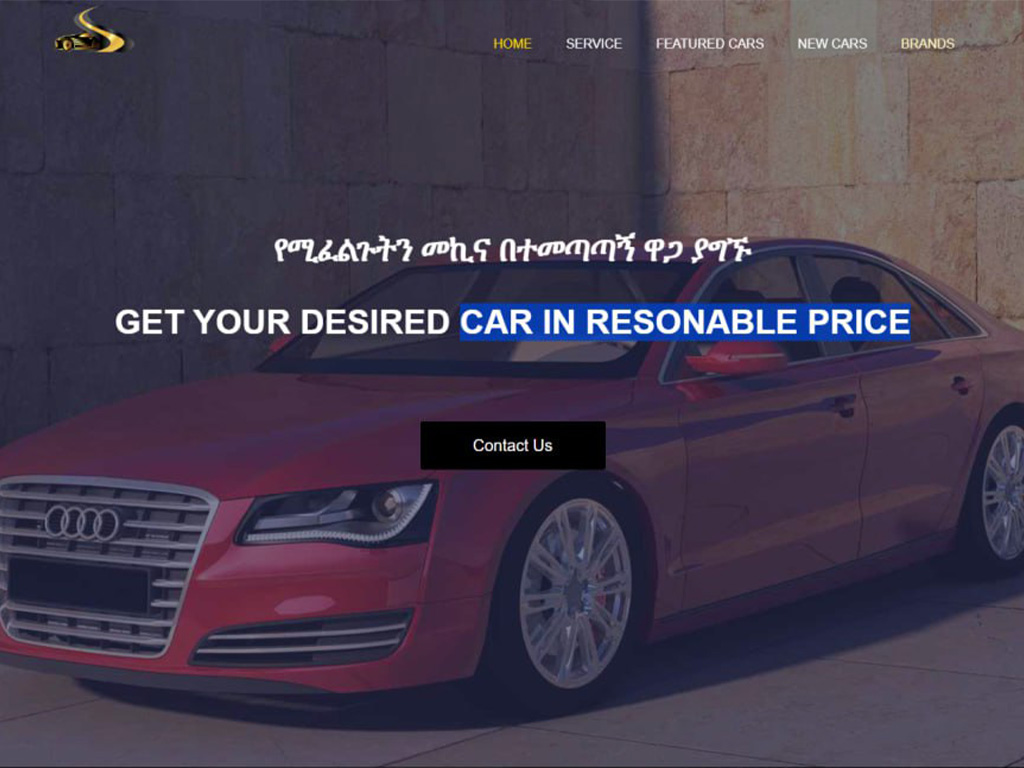 HOME SERVICE FEATURED CARS NEW CARS BRANDS
የሚፈልጉትን መኪና በተመጣጣኝ ዋጋ ያግኙ
GET YOUR DESIRED CAR IN RESONABLE PRICE
Contact Us